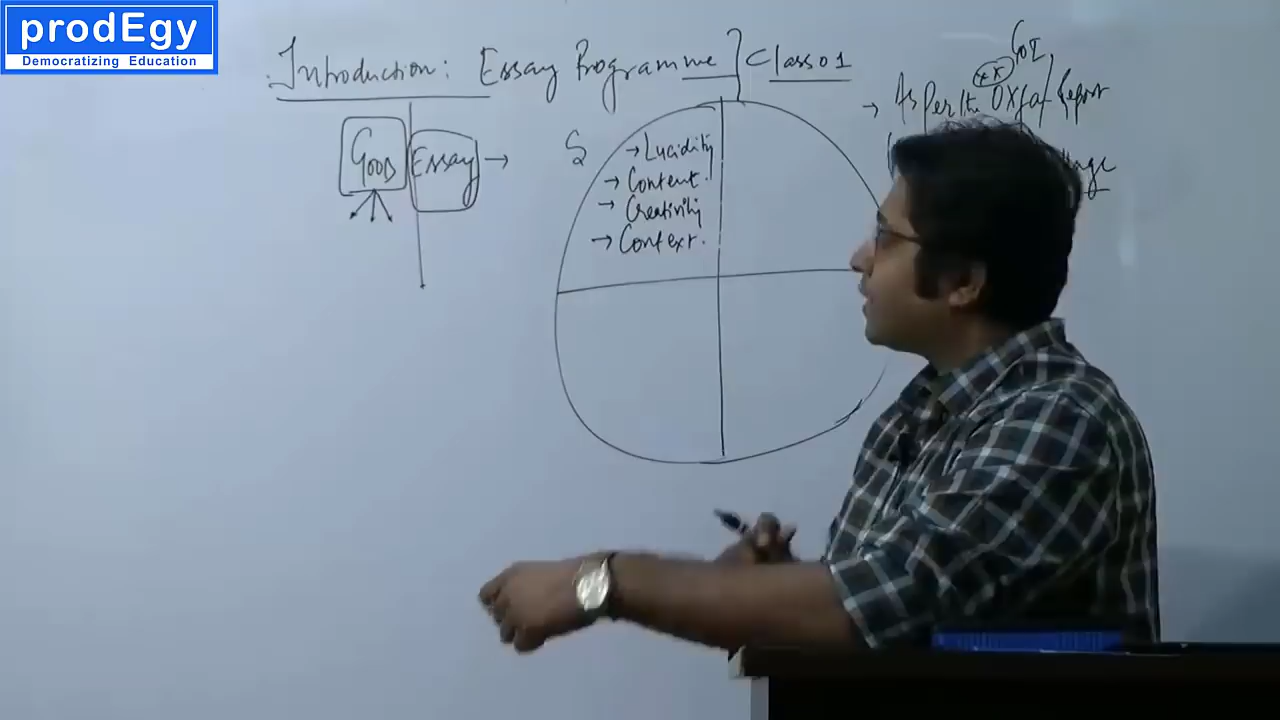 prodEgy
Democratizing Education
Introduction: Essay Programme Class 01
GOI
→ As Per the Oxfa Report
GOOD Essay →
S
→ Lucidity
→ Content.
→ Creativity
→ Context.